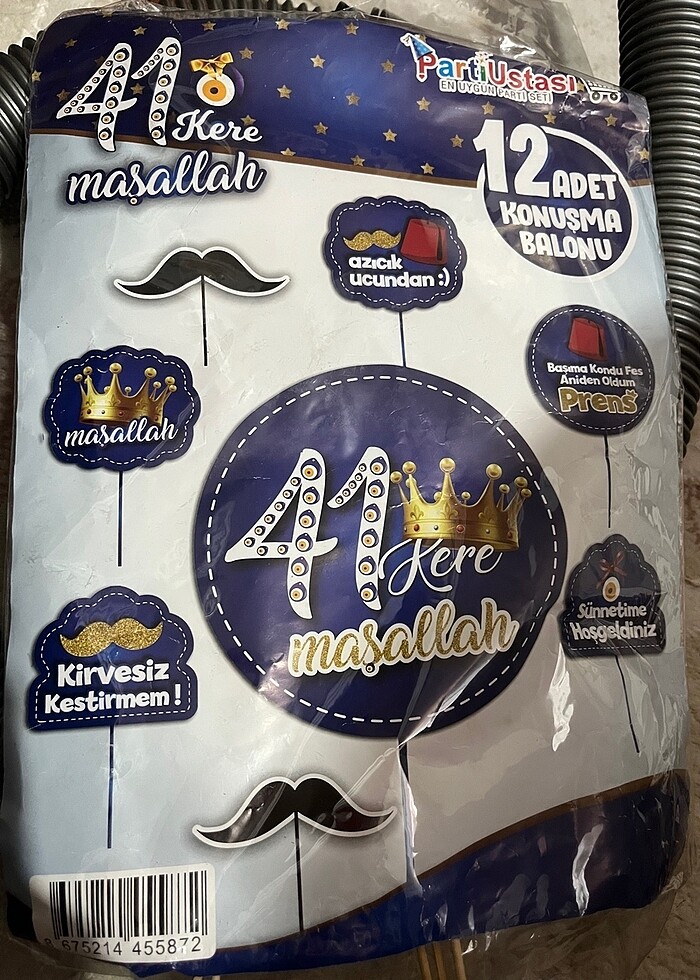 41 Kere
maşallah
PartiUstası
EN UYGUN PARTİ SETİ
12 ADET
KONUŞMA
BALONU
azıcık
ucundan :)
Başıma Kondu Fes
Aniden Oldum
Prens
maşallah
41 Kere
maşallah
Sünnetime
Hoşgeldiniz
Kirvesiz
Kestirmem !
8 675214 455872